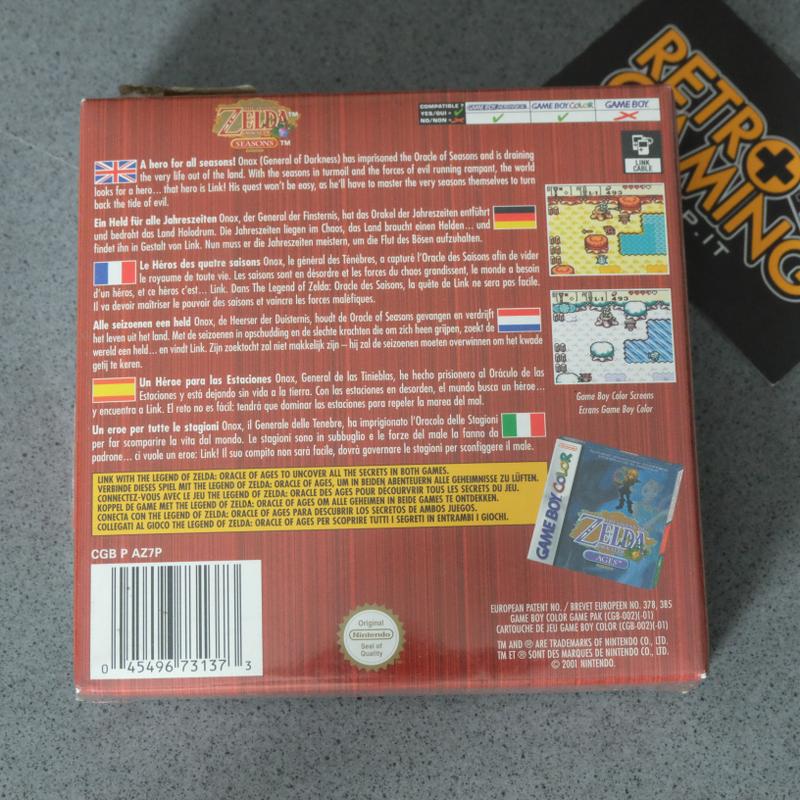 ZELDA™
SEASONS™
COMPATIBLE?
YES/OUI =
NO/NON =
GAME BOY ADVANCE
GAME BOY COLOR
GAME BOY
LINK
CABLE
A hero for all seasons! Onox (General of Darkness) has imprisoned the Oracle of Seasons and is draining
the very life out of the land. With the seasons in turmoil and the forces of evil running rampant, the world
looks for a hero... that hero is Link! His quest won't be easy, as he'll have to master the very seasons themselves to turn
back the tide of evil.
Ein Held für alle Jahreszeiten Onox, der General der Finsternis, hat das Orakel der Jahreszeiten entführt
und bedroht das Land Holodrum. Die Jahreszeiten liegen im Chaos, das Land braucht einen Helden... und
findet ihn in Gestalt von Link. Nun muss er die Jahreszeiten meistern, um die Flut des Bösen aufzuhalten.
Le Héros des quatre saisons Onox, le général des Ténèbres, a capturé l'Oracle des Saisons afin de vider
le royaume de toute vie. Les saisons sont en désordre et les forces du chaos grandissent, le monde a besoin
d'un héros, et ce héros c'est... Link. Dans The Legend of Zelda: Oracle des Saisons, la quête de Link ne sera pas facile.
Il va devoir maîtriser le pouvoir des saisons et vaincre les forces maléfiques.
Alle seizoenen een held Onox, de Heerser der Duisternis, houdt de Oracle of Seasons gevangen en verdrijft
het leven uit het land. Met de seizoenen in opschudding en de slechte krachten die om zich heen grijpen, zoekt de
wereld een held... en vindt Link. Zijn zoektocht zal niet makkelijk zijn – hij zal de seizoenen moeten overwinnen om het kwade
getij te keren.
Un Héroe para las Estaciones Onox, General de las Tinieblas, ha hecho prisionero al Oráculo de las
Estaciones y está dejando sin vida a la tierra. Con las estaciones en desorden, el mundo busca un héroe...
y encuentra a Link. El reto no es fácil: tendrá que dominar las estaciones para repeler la marea del mal.
Un eroe per tutte le stagioni Onox, il Generale delle Tenebre, ha imprigionato l'Oracolo delle Stagioni
per far scomparire la vita dal mondo. Le stagioni sono in subbuglio e le forze del male la fanno da
padrone... ci vuole un eroe: Link! Il suo compito non sarà facile, dovrà governare le stagioni per sconfiggere il male.
Game Boy Color Screens
Ecrans Game Boy Color
LINK WITH THE LEGEND OF ZELDA: ORACLE OF AGES TO UNCOVER ALL THE SECRETS IN BOTH GAMES.
VERBINDE DIESES SPIEL MIT THE LEGEND OF ZELDA: ORACLE OF AGES, UM IN BEIDEN ABENTEUERN ALLE GEHEIMNISSE ZU LÜFTEN.
CONNECTEZ-VOUS AVEC LE JEU THE LEGEND OF ZELDA: ORACLE DES AGES POUR DÉCOUVRIR TOUS LES SECRETS DU JEU.
KOPPEL DE GAME MET THE LEGEND OF ZELDA: ORACLE OF AGES OM ALLE GEHEIMEN IN BEIDE GAMES TE ONTDEKKEN.
CONECTA CON EL JUEGO THE LEGEND OF ZELDA: ORACLE OF AGES PARA DESCUBRIR LOS SECRETOS DE AMBOS JUEGOS.
COLLEGATI AL GIOCO THE LEGEND OF ZELDA: ORACLE OF AGES PER SCOPRIRE TUTTI I SEGRETI IN ENTRAMBI I GIOCHI.
GAME BOY COLOR
ZELDA
AGES
CGB P AZ7P
0 45496 73137 3
Original
Nintendo
Seal of
Quality
EUROPEAN PATENT NO. / BREVET EUROPEEN NO. 378, 385
GAME BOY COLOR GAME PAK (CGB-002)(-01)
CARTOUCHE DE JEU GAME BOY COLOR (CGB-002)(-01)
TM AND ® ARE TRADEMARKS OF NINTENDO CO., LTD.
TM ET ® SONT DES MARQUES DE NINTENDO CO., LTD.
© 2001 NINTENDO.
RETRO
GAMING
P.IT